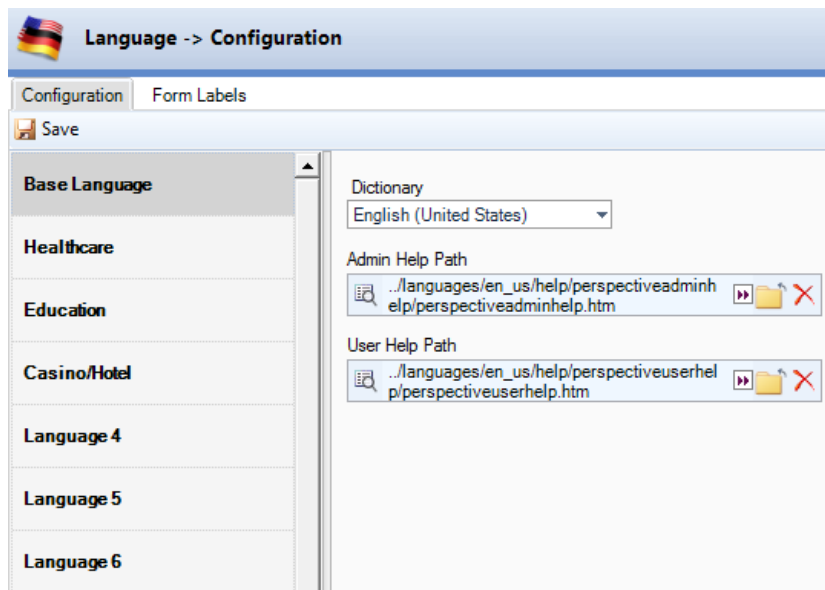 Language -> Configuration
Configuration Form Labels
Save
Base Language
Healthcare
Education
Casino/Hotel
Language 4
Language 5
Language 6
Dictionary
English (United States)
Admin Help Path
../languages/en_us/help/perspectiveadminh
elp/perspectiveadminhelp.htm
User Help Path
../languages/en_us/help/perspectiveuserhel
p/perspectiveuserhelp.htm